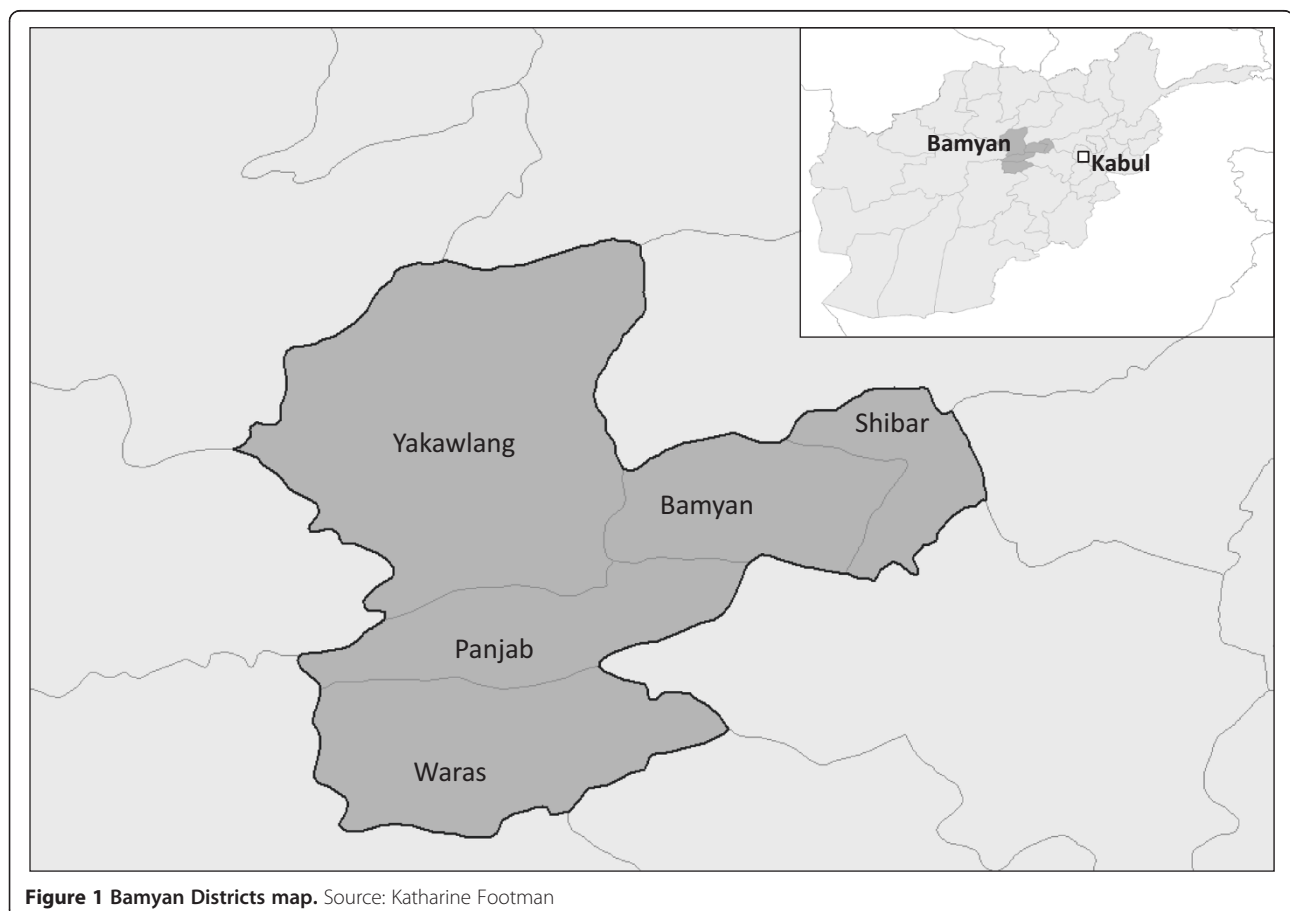 Bamyan
Kabul
Shibar
Yakawlang
Bamyan
Panjab
Waras
Figure 1 Bamyan Districts map. Source: Katharine Footman